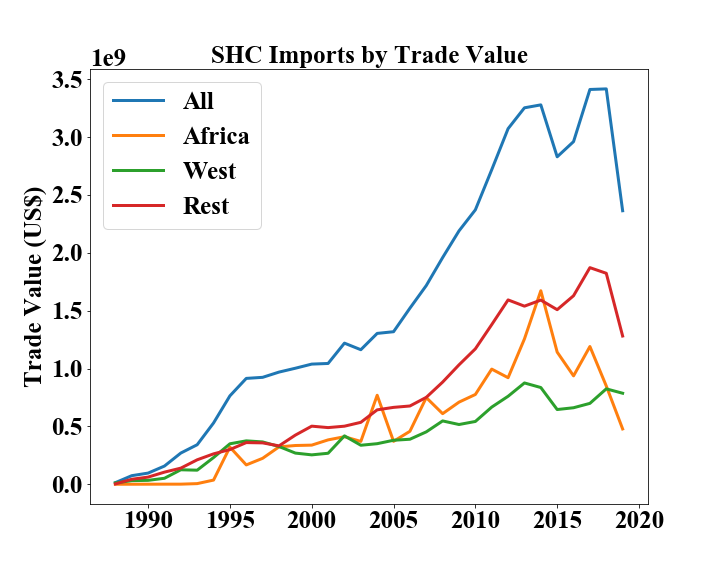 SHC Imports by Trade Value
1e9
All
Africa
West
Rest
3.5
3.0
2.5
2.0
1.5
1.0
0.5
0.0
Trade Value (US$)
1990 1995 2000 2005 2010 2015 2020